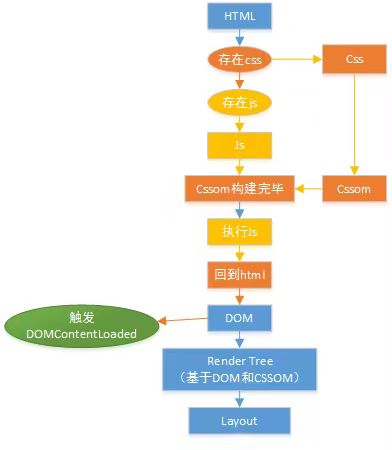 HTML
存在css
Css
存在js
Js
Cssom构建完毕
Cssom
执行Js
回到html
触发
DOMContentLoaded
DOM
Render Tree
（基于DOM和CSSOM）
Layout